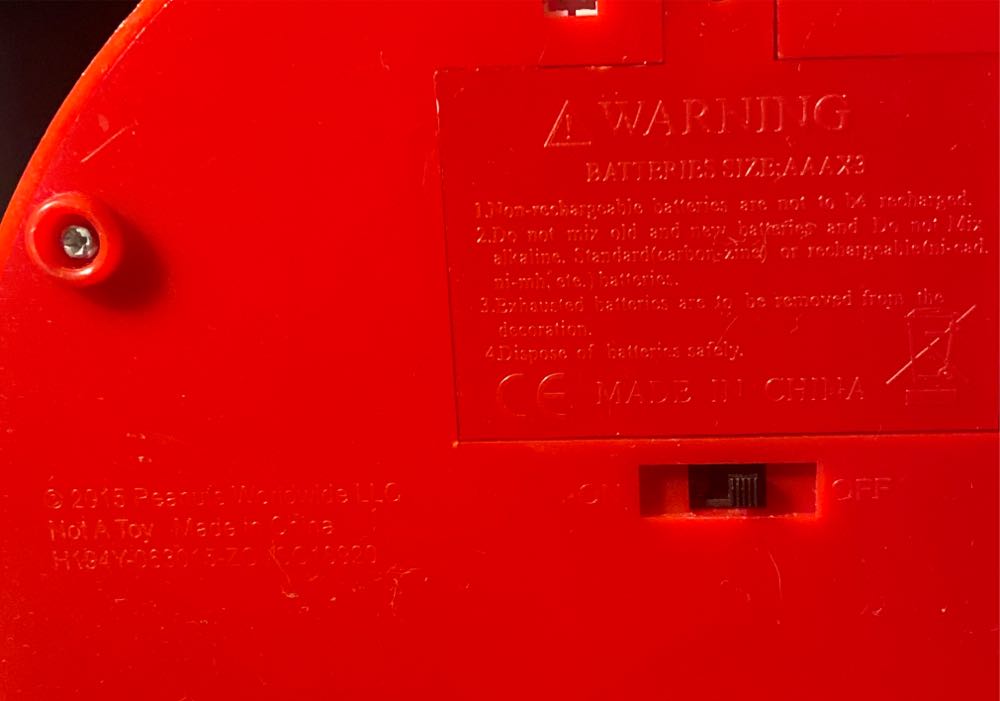 WARNING
BATTERIES SIZE:AAAX3
1.Non-rechargeable batteries are not to b4 recharged.
2.Do not mix old and new batteries and Do not Mix
alkaline. Standard(carbon-zinc) or rechargeable(ni-cad.
ni-mh, etc.) batteries.
3.Exhausted batteries are to be removed from the
decoration.
4.Dispose of batteries safely.
CE MADE IN CHINA
ON OFF
© 2015 Peanuts Worldwide LLC
Not A Toy Made in China